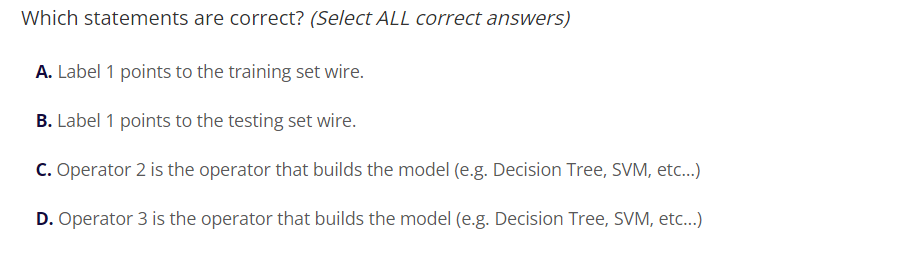 Which statements are correct? (Select ALL correct answers)
A. Label 1 points to the training set wire.
B. Label 1 points to the testing set wire.
C. Operator 2 is the operator that builds the model (e.g. Decision Tree, SVM, etc...)
D. Operator 3 is the operator that builds the model (e.g. Decision Tree, SVM, etc...)